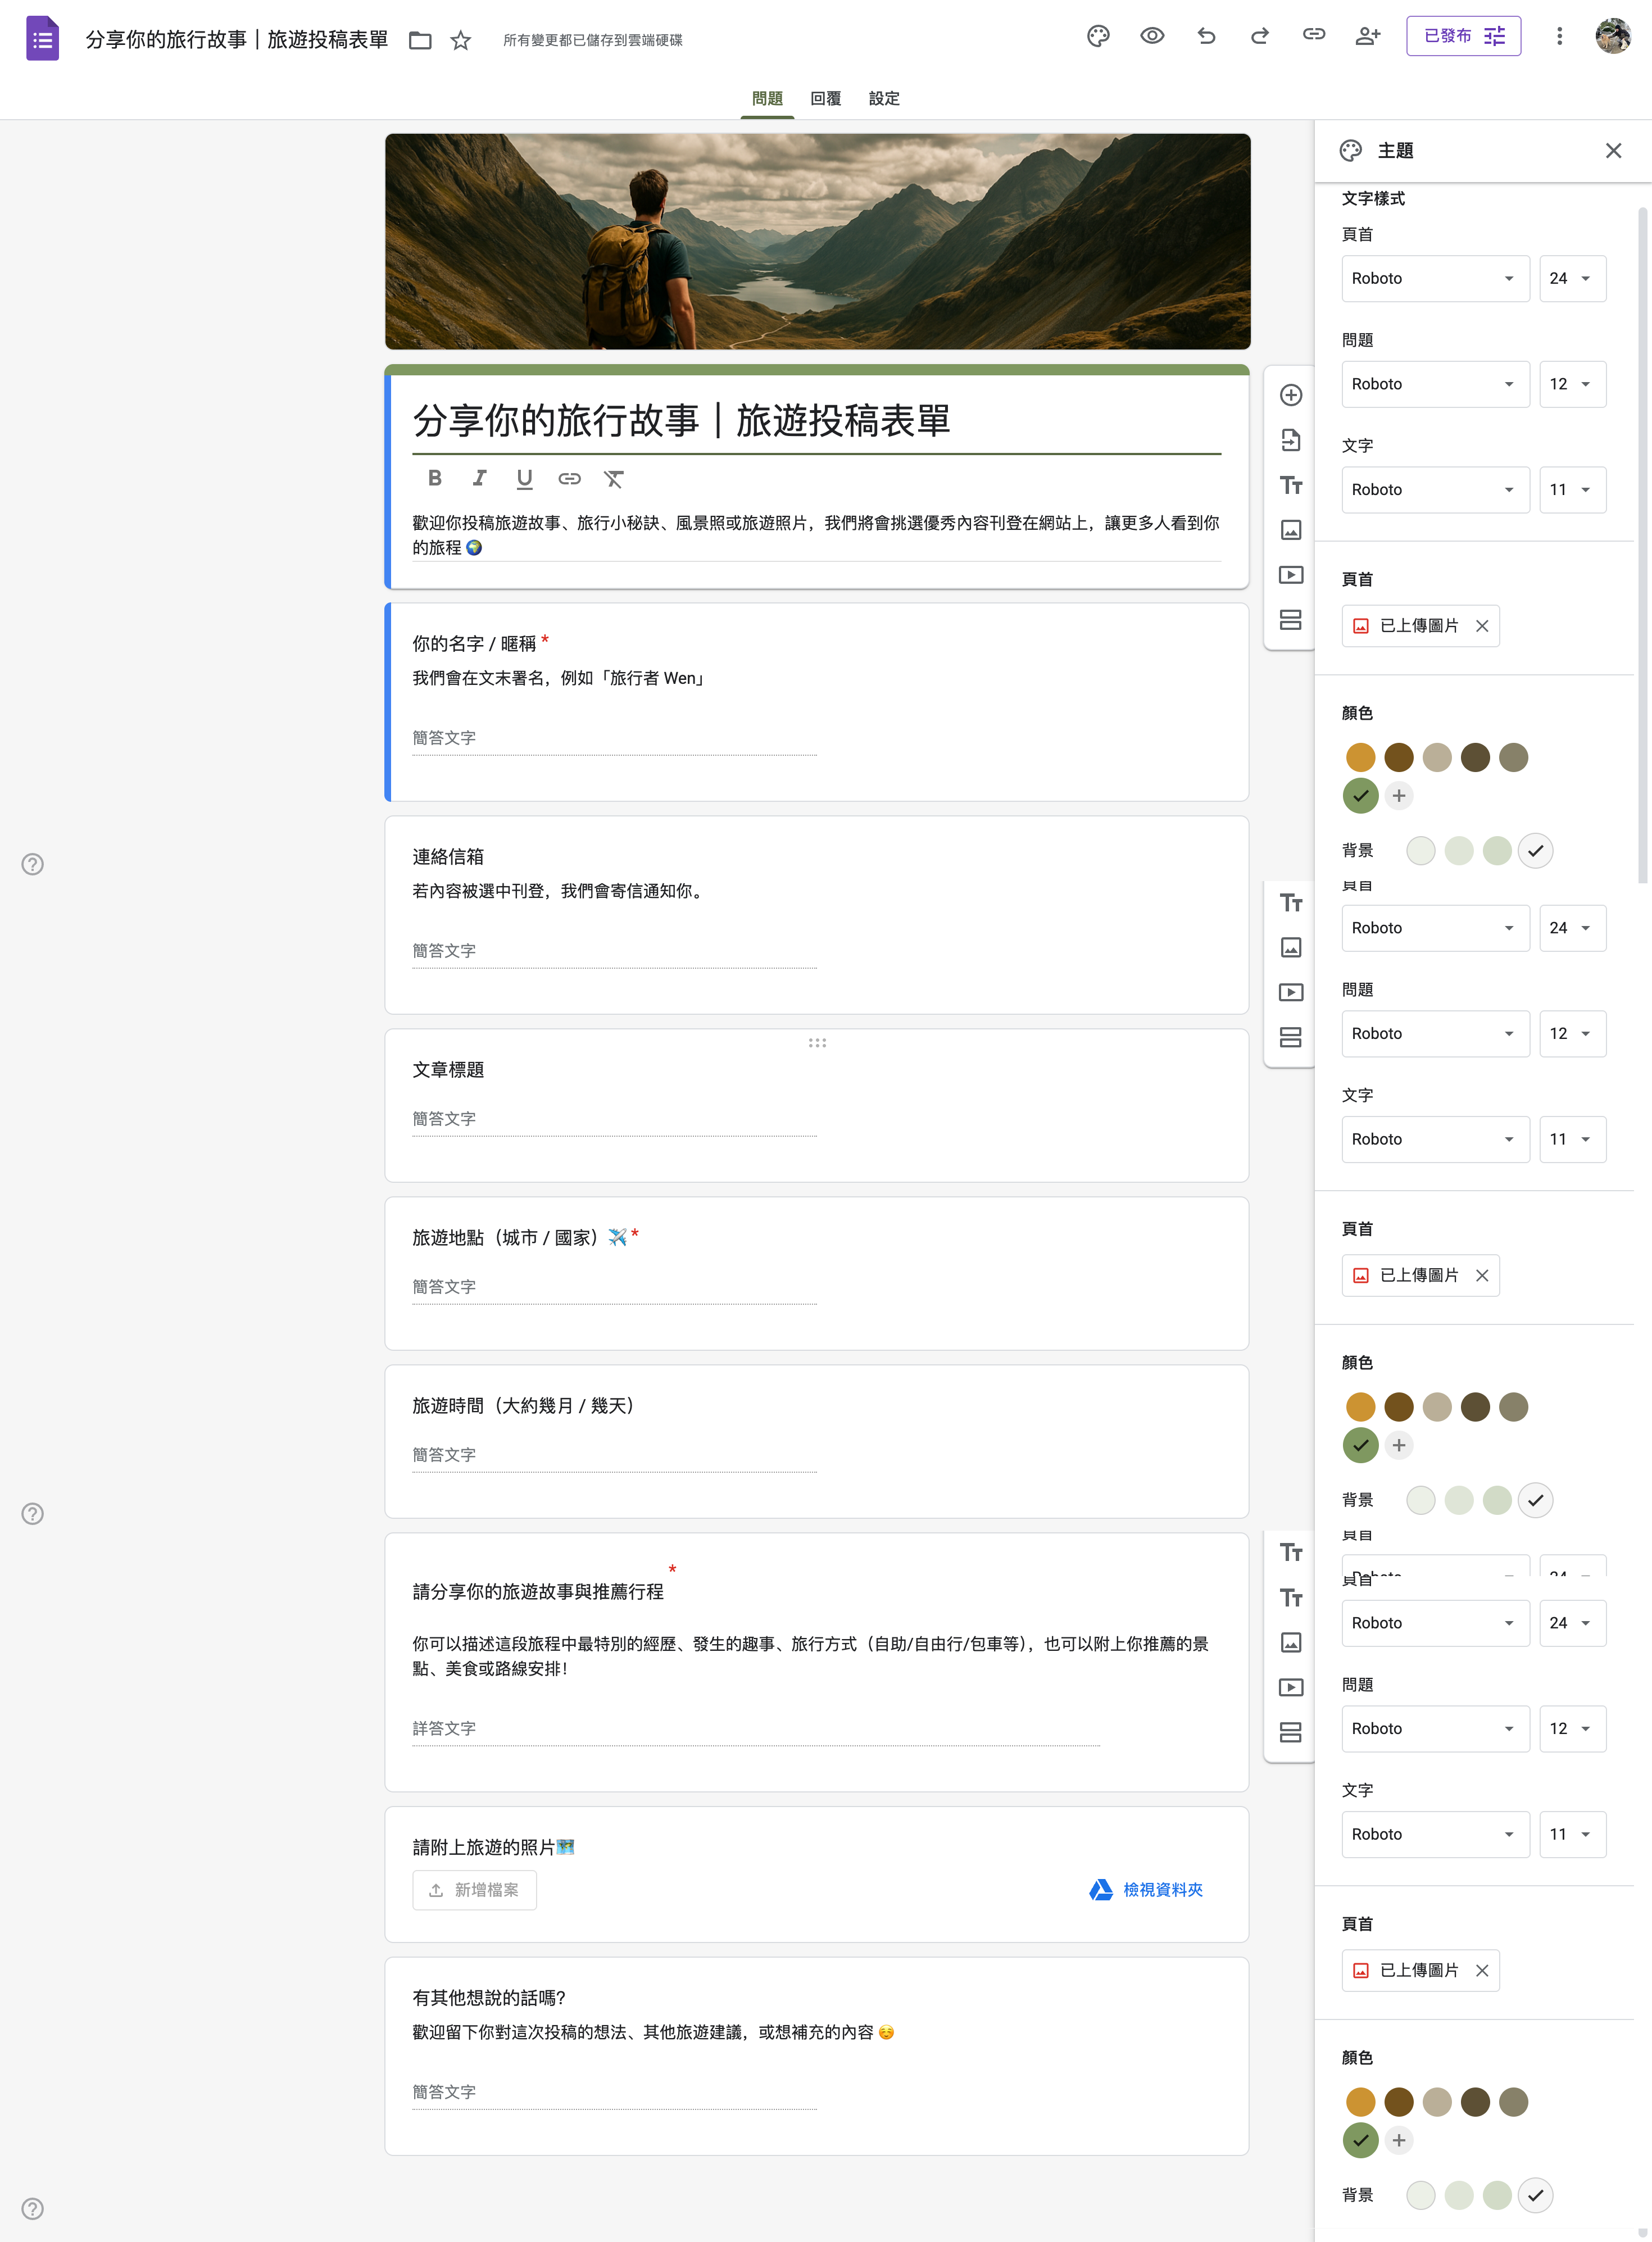 分享你的旅行故事｜旅遊投稿表單
所有變更都已儲存到雲端硬碟
已發布
問題 回覆 設定
主題
文字樣式
頁首
Roboto 24
問題
Roboto 12
文字
Roboto 11
頁首
已上傳圖片
顏色
背景
頁首
Roboto 24
問題
Roboto 12
文字
Roboto 11
頁首
已上傳圖片
顏色
背景
頁首
Roboto 24
頁首
Roboto 24
問題
Roboto 12
文字
Roboto 11
頁首
已上傳圖片
顏色
背景
分享你的旅行故事｜旅遊投稿表單
B I U
歡迎你投稿旅遊故事、旅行小秘訣、風景照或旅遊照片，我們將會挑選優秀內容刊登在網站上，讓更多人看到你
的旅程 🌍
你的名字 / 暱稱 *
我們會在文末署名，例如「旅行者 Wen」
簡答文字
連絡信箱
若內容被選中刊登，我們會寄信通知你。
簡答文字
文章標題
簡答文字
旅遊地點（城市 / 國家）✈️ *
簡答文字
旅遊時間（大約幾月 / 幾天）
簡答文字
請分享你的旅遊故事與推薦行程 *
你可以描述這段旅程中最特別的經歷、發生的趣事、旅行方式（自助/自由行/包車等），也可以附上你推薦的景
點、美食或路線安排！
詳答文字
請附上旅遊的照片🗺️
新增檔案
檢視資料夾
有其他想說的話嗎？
歡迎留下你對這次投稿的想法、其他旅遊建議，或想補充的內容 ☺️
簡答文字